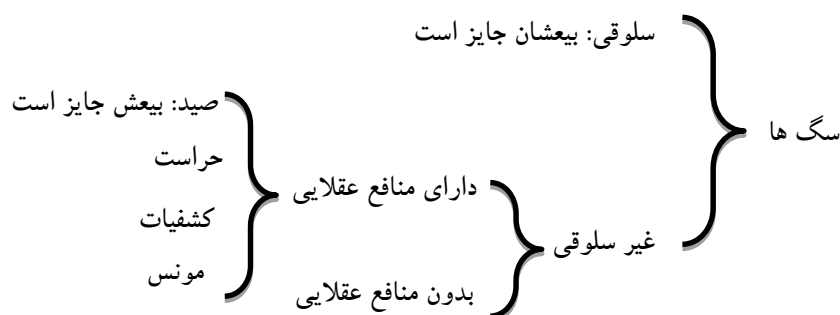 سگ ها
سلوقی: بیعشان جایز است
غیر سلوقی
دارای منافع عقلایی
صید: بیعش جایز است
حراست
کشفیات
مونس
بدون منافع عقلایی